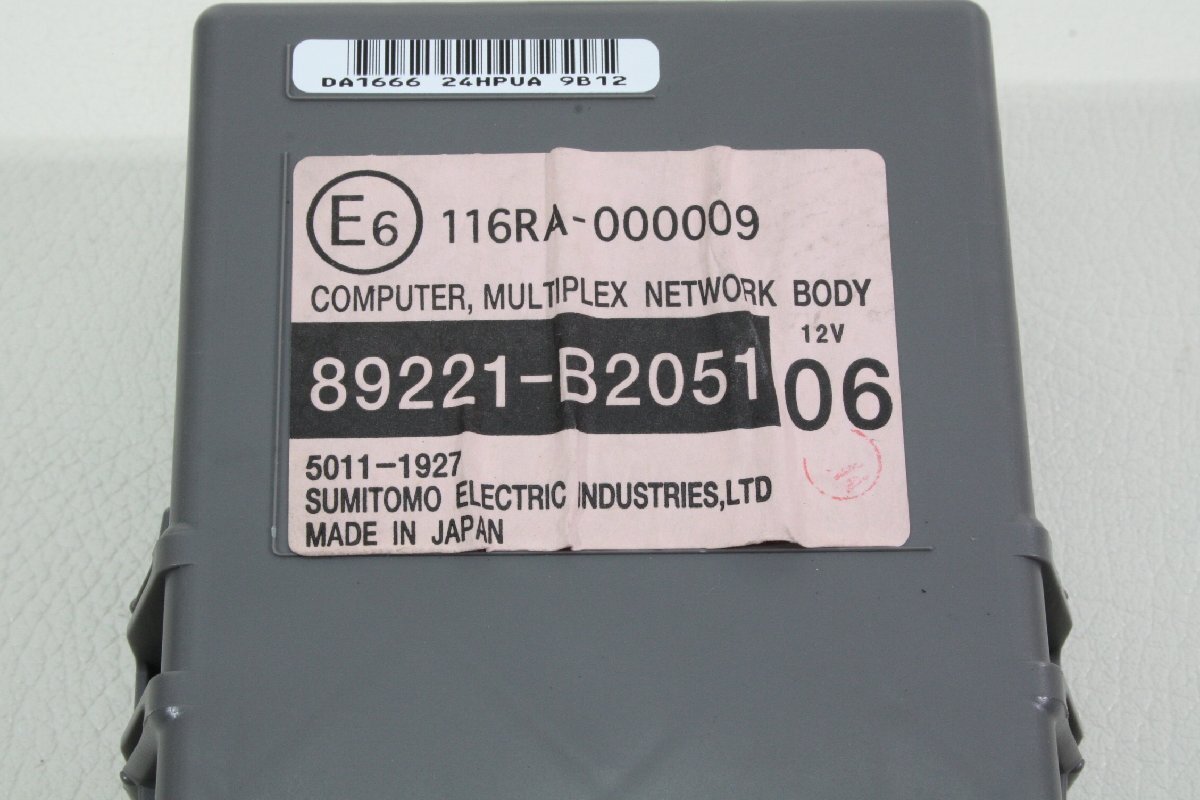 DA1666 24HPUA 9B12
E6 116RA-000009
COMPUTER, MULTIPLEX NETWORK BODY
89221-B2051
12V
06
5011-1927
SUMITOMO ELECTRIC INDUSTRIES,LTD
MADE IN JAPAN